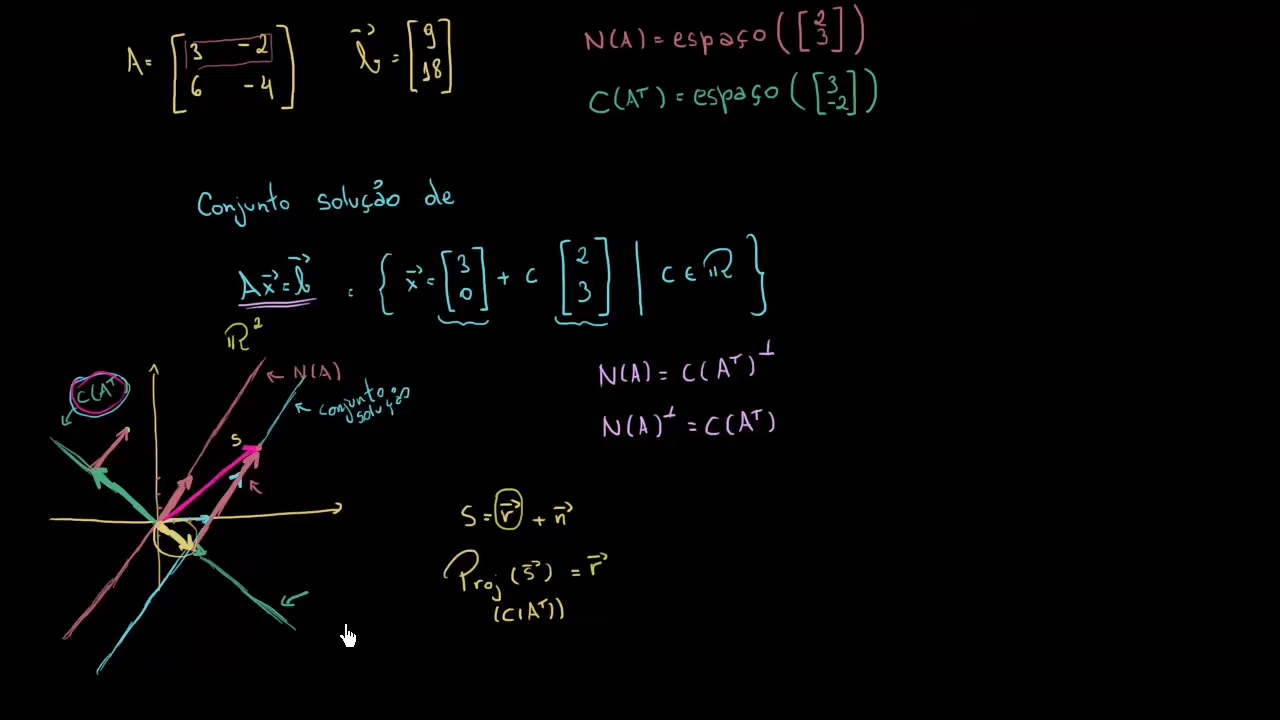 A = [3 -2; 6 -4] b⃗ = [9; 18]
N(A) = espaço ([2; 3])
C(Aᵀ) = espaço ([3; -2])
Conjunto solução de
Ax⃗ = b⃗ = { x⃗ = [3; 0] + c [2; 3] | c ∈ ℝ }
ℝ²
C(Aᵀ
N(A)
conjunto solução
S
N(A) = C(Aᵀ)^⊥
N(A)^⊥ = C(Aᵀ)
S = r⃗ + n⃗
Proj (s⃗) = r⃗
(C(Aᵀ))